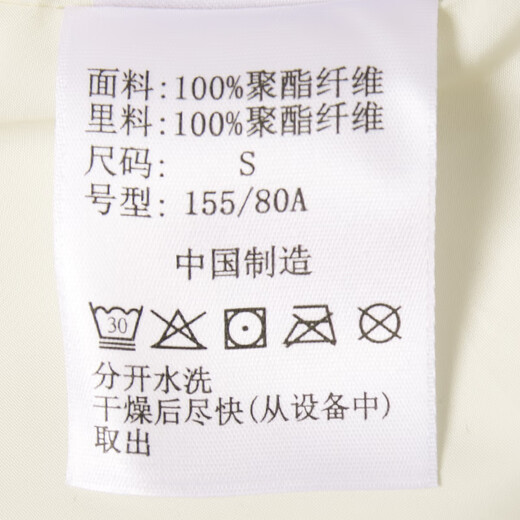 面料:100%聚酯纤维
里料:100%聚酯纤维
尺码: S
号型: 155/80A
中国制造
30
分开水洗
干燥后尽快(从设备中)
取出